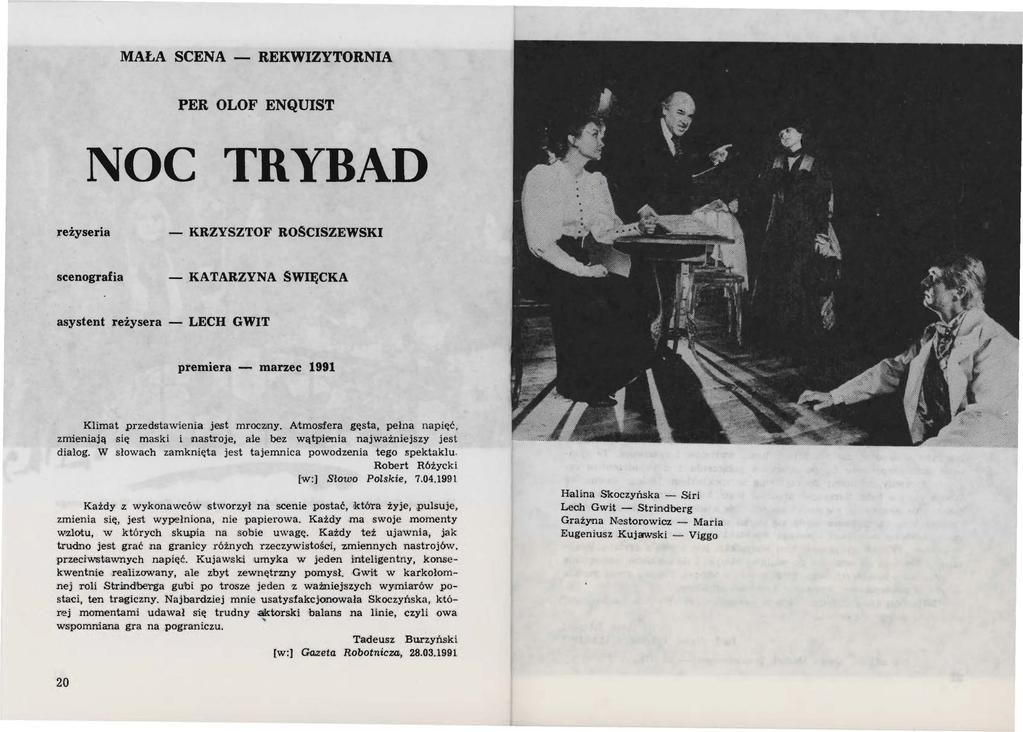 MAŁA SCENA — REKWIZYTORNIA
PER OLOF ENQUIST
NOC TRYBAD
reżyseria — KRZYSZTOF ROŚCISZEWSKI
scenografia — KATARZYNA ŚWIĘCKA
asystent reżysera — LECH GWIT
premiera — marzec 1991
Klimat przedstawienia jest mroczny. Atmosfera gęsta, pełna napięć,
zmieniają się maski i nastroje, ale bez wątpienia najważniejszy jest
dialog. W słowach zamknięta jest tajemnica powodzenia tego spektaklu.
Robert Różycki
[w:] Słowo Polskie, 7.04.1991
Każdy z wykonawców stworzył na scenie postać, która żyje, pulsuje,
zmienia się, jest wypełniona, nie papierowa. Każdy ma swoje momenty
wzlotu, w których skupia na sobie uwagę. Każdy też ujawnia, jak
trudno jest grać na granicy różnych rzeczywistości, zmiennych nastrojów,
przeciwstawnych napięć. Kujawski umyka w jeden inteligentny, konse-
kwentnie realizowany, ale zbyt zewnętrzny pomysł. Gwit w karkołom-
nej roli Strindberga gubi po trosze jeden z ważniejszych wymiarów po-
staci, ten tragiczny. Najbardziej mnie usatysfakcjonowała Skoczyńska, któ-
rej momentami udawał się trudny aktorski balans na linie, czyli owa
wspomniana gra na pograniczu.
Tadeusz Burzyński
[w:] Gazeta Robotnicza, 28.03.1991
20
Halina Skoczyńska — Siri
Lech Gwit — Strindberg
Grażyna Nestorowicz — Maria
Eugeniusz Kujawski — Viggo